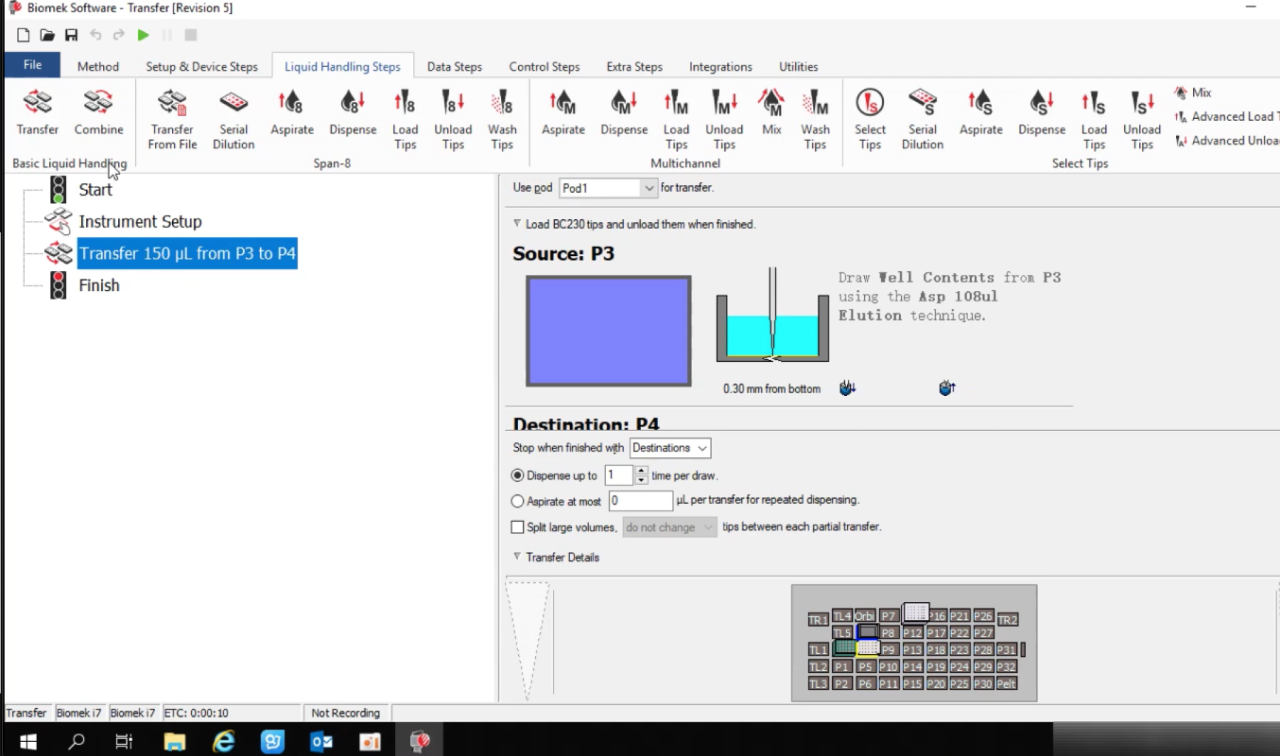 Biomek Software - Transfer [Revision 5]
File Method Setup & Device Steps Liquid Handling Steps Data Steps Control Steps Extra Steps Integrations Utilities
Transfer Combine Transfer From File Serial Dilution Aspirate Dispense Load Tips Unload Tips Wash Tips Aspirate Dispense Load Tips Unload Tips Mix Wash Tips Select Tips Serial Dilution Aspirate Dispense Load Tips Unload Tips
Mix
Advanced Load T
Advanced Unloa
Basic Liquid Handling Span-8 Multichannel Select Tips
Start
Instrument Setup
Transfer 150 µL from P3 to P4
Finish
Use pod Pod1 for transfer.
Load BC230 tips and unload them when finished.
Source: P3
Draw Well Contents from P3
using the Asp 108ul
Elution technique.
0.30 mm from bottom
Destination: P4
Stop when finished with Destinations
Dispense up to 1 time per draw.
Aspirate at most 0 µL per transfer for repeated dispensing.
Split large volumes, do not change tips between each partial transfer.
Transfer Details
TR1 TL4 Orbi P7 P16 P21 P26 TR2
TL5 P8 P12 P17 P22 P27
TL1 P9 P13 P18 P23 P28 P31
TL2 P1 P5 P10 P14 P19 P24 P29 P32
TL3 P2 P6 P11 P15 P20 P25 P30 Pelt
Transfer Biomek i7 Biomek i7 ETC: 0:00:10 Not Recording